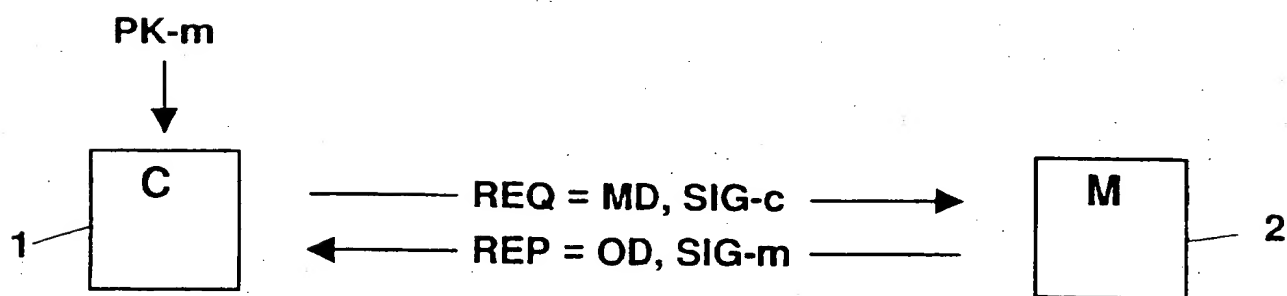 PK-m
C
REQ = MD, SIG-c
M
1
REP = OD, SIG-m
2